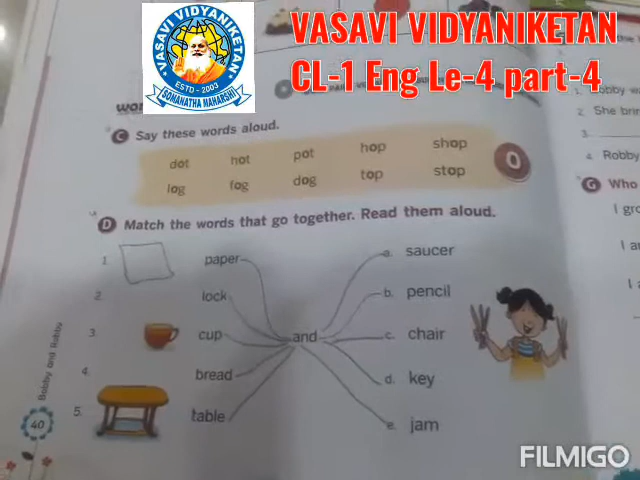 VASAVI VIDYANIKETAN
CL-1 Eng Le-4 part-4
VASAVI VIDYANIKETAN
ESTD - 2003
SOMANATHA MAHARSHI
C Say these words aloud.
dot hot pot hop shop
log fog dog top stop
O
D Match the words that go together. Read them aloud.
1. paper a. saucer
2. lock b. pencil
3. cup and c. chair
4. bread d. key
5. table e. jam
Bobby and Robby
40
2. She
3.
4. Robby
G Who
I
I
FILMIGO